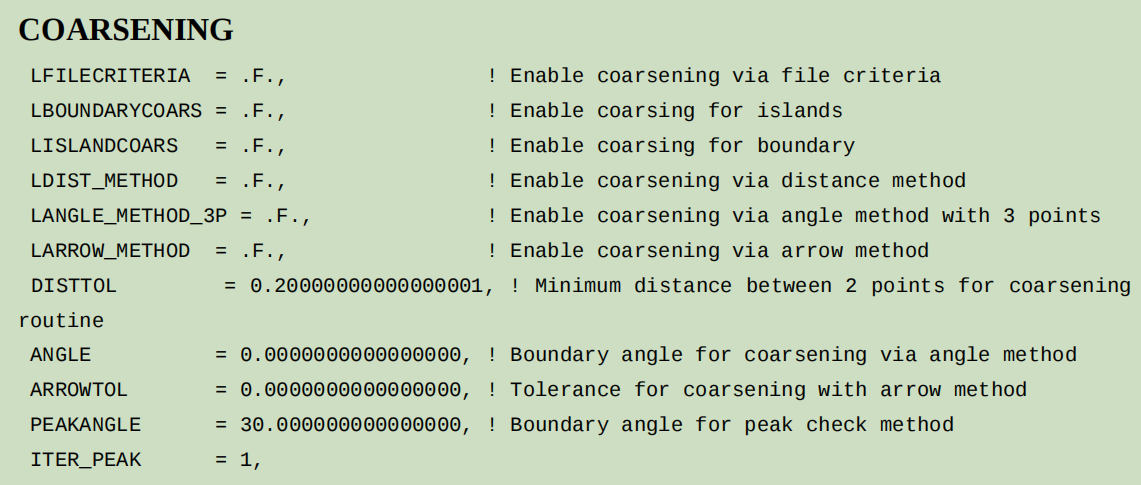 COARSENING
LFILECRITERIA = .F., ! Enable coarsening via file criteria
LBOUNDARYCOARS = .F., ! Enable coarsing for islands
LISLANDCOARS = .F., ! Enable coarsing for boundary
LDIST_METHOD = .F., ! Enable coarsening via distance method
LANGLE_METHOD_3P = .F., ! Enable coarsening via angle method with 3 points
LARROW_METHOD = .F., ! Enable coarsening via arrow method
DISTTOL = 0.20000000000000001, ! Minimum distance between 2 points for coarsening
routine
ANGLE = 0.0000000000000000, ! Boundary angle for coarsening via angle method
ARROWTOL = 0.0000000000000000, ! Tolerance for coarsening with arrow method
PEAKANGLE = 30.000000000000000, ! Boundary angle for peak check method
ITER_PEAK = 1,